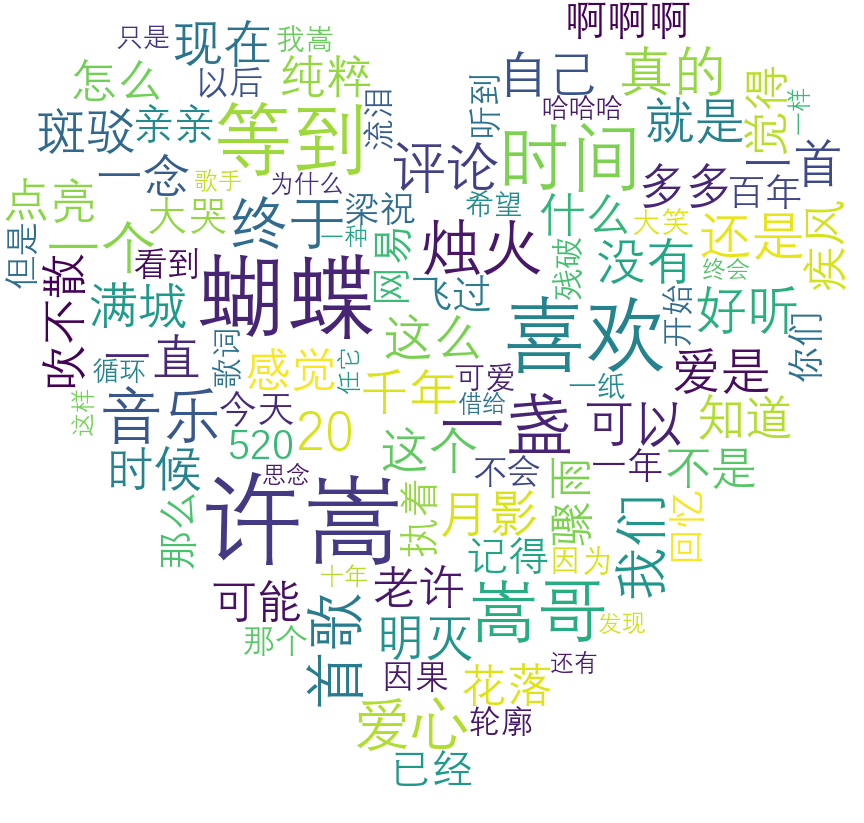 啊啊啊
只是
现在
我嵩
怎么
以后
纯粹
自己
真的
听到
哈哈哈
觉得
一样
斑驳
亲亲
流泪
等到
时间
就是
一念
歌手
为什么
评论
多多
百年
一首
点亮
大哭
终于
梁祝
希望
什么
大笑
还是
疾风
但是
一个
看到
一种
网易
烛火
残破
没有
终会
吹不散
满城
蝴蝶
飞过
喜欢
开始
好听
你们
一直
循环
歌词
感觉
任它
这么
可爱
一纸
爱是
这样
音乐
今天
千年
借给
一盏
可以
知道
520
20
这个
时候
思念
不会
一年
不是
那么
许嵩
执着
月影
骤雨
我们
回忆
记得
因为
十年
可能
首歌
老许
嵩哥
发现
那个
明灭
因果
花落
还有
爱心
轮廓
已经